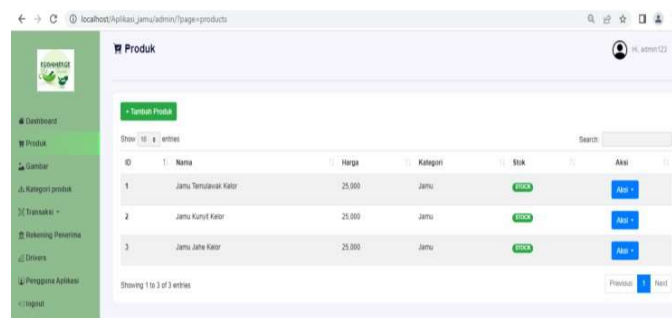 localhost/Aplikasi_jamu/admin/?page=products
Produk
Hi, admin123
Dashboard
Produk
Gambar
Kategori produk
Transaksi
Rekening Penerima
Drivers
Pengguna Aplikasi
logout
+ Tambah Produk
Show 10 entries
Search:
ID Nama Harga Kategori Stok Aksi
1 Jamu Temulawak Kelor 25,000 Jamu STOCK Aksi
2 Jamu Kunyit Kelor 25,000 Jamu STOCK Aksi
3 Jamu Jahe Kelor 25,000 Jamu STOCK Aksi
Showing 1 to 3 of 3 entries
Previous 1 Next